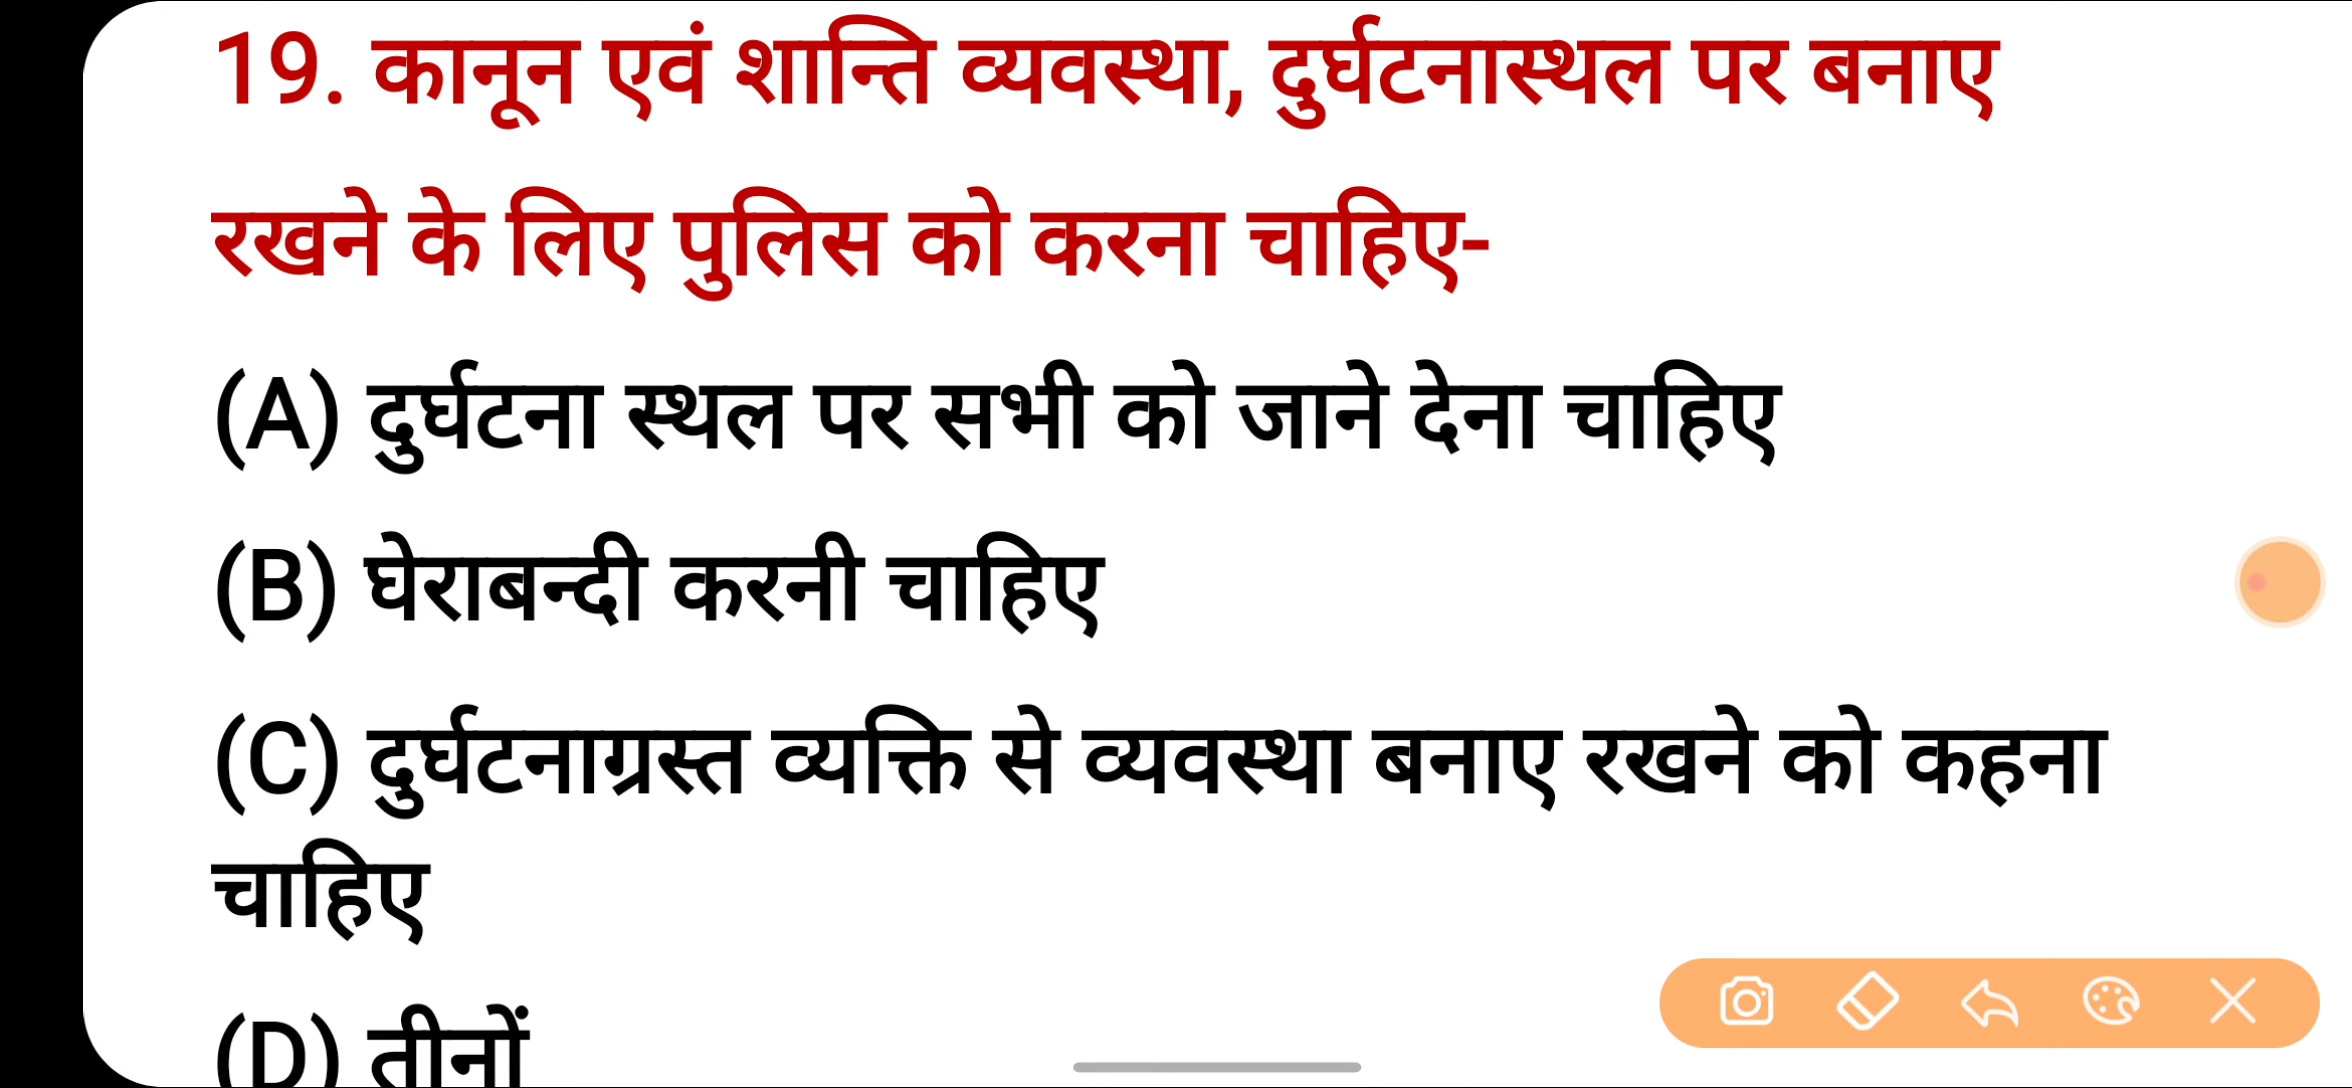 19. कानून एवं शान्ति व्यवस्था, दुर्घटनास्थल पर बनाए
रखने के लिए पुलिस को करना चाहिए-
(A) दुर्घटना स्थल पर सभी को जाने देना चाहिए
(B) घेराबन्दी करनी चाहिए
(C) दुर्घटनाग्रस्त व्यक्ति से व्यवस्था बनाए रखने को कहना
चाहिए
(D) तीनों